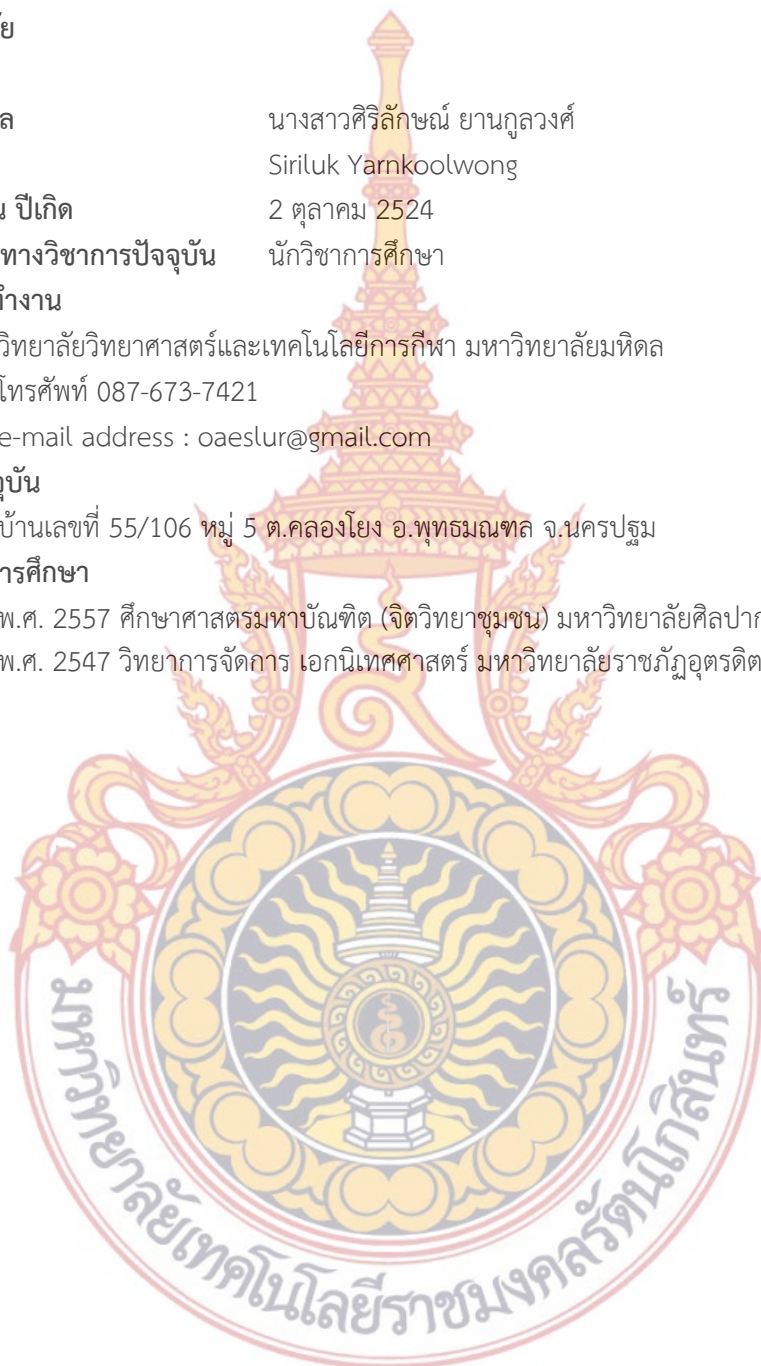 ัย
ล นางสาวศิริลักษณ์ ยานกูลวงศ์
Siriluk Yarnkoolwong
น ปีเกิด 2 ตุลาคม 2524
ทางวิชาการปัจจุบัน นักวิชาการศึกษา
ทำงาน
วิทยาลัยวิทยาศาสตร์และเทคโนโลยีการกีฬา มหาวิทยาลัยมหิดล
โทรศัพท์ 087-673-7421
e-mail address : oaeslur@gmail.com
จุบัน
บ้านเลขที่ 55/106 หมู่ 5 ต.คลองโยง อ.พุทธมณฑล จ.นครปฐม
ารศึกษา
พ.ศ. 2557 ศึกษาศาสตรมหาบัณฑิต (จิตวิทยาชุมชน) มหาวิทยาลัยศิลปาก
พ.ศ. 2547 วิทยาการจัดการ เอกนิเทศศาสตร์ มหาวิทยาลัยราชภัฏอุตรดิต
มหาวิทยาลัยเทคโนโลยีราชมงคลรัตนโกสินทร์